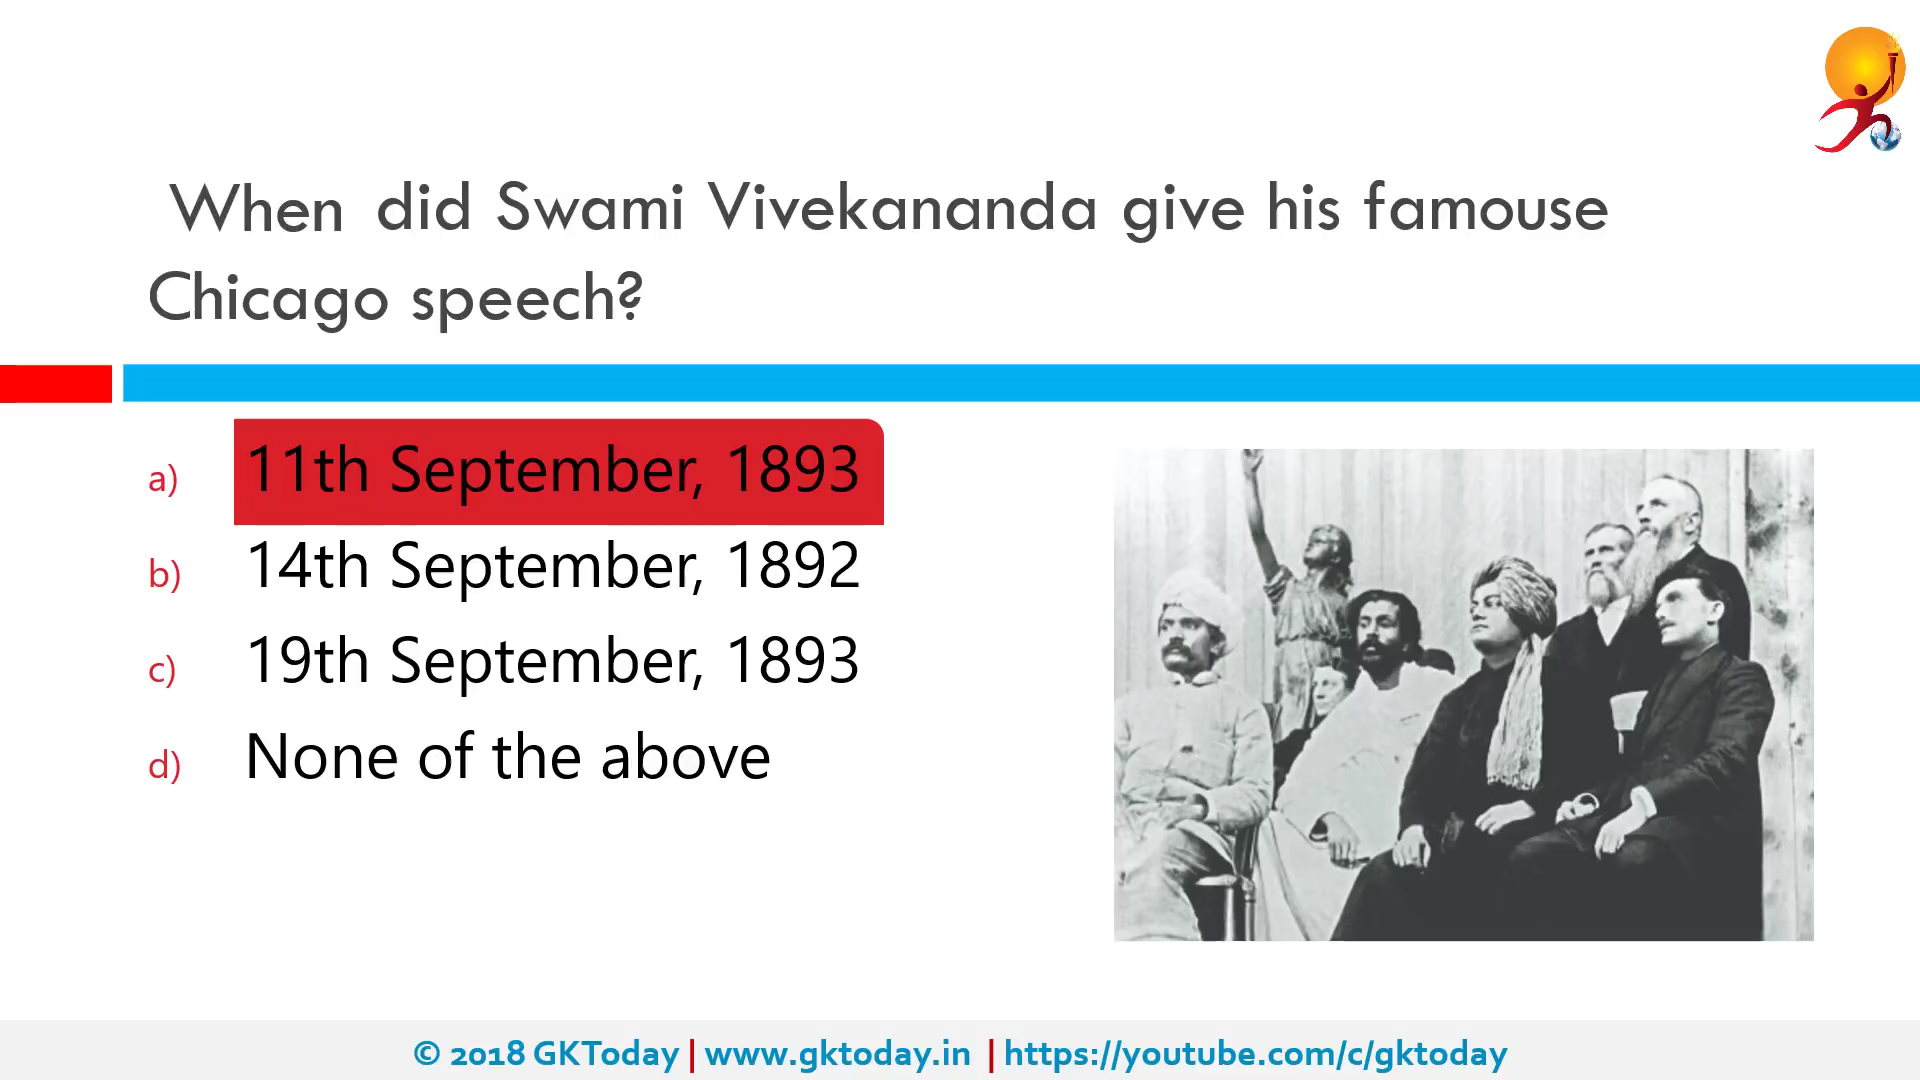 When did Swami Vivekananda give his famouse
Chicago speech?
a) 11th September, 1893
b) 14th September, 1892
c) 19th September, 1893
d) None of the above
© 2018 GKToday | www.gktoday.in | https://youtube.com/c/gktoday